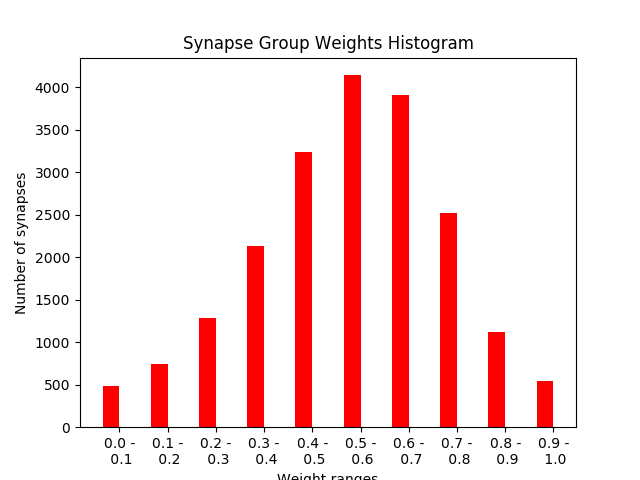 Synapse Group Weights Histogram
Number of synapses
4000
3500
3000
2500
2000
1500
1000
500
0
0.0 - 0.1 - 0.2 - 0.3 - 0.4 - 0.5 - 0.6 - 0.7 - 0.8 - 0.9 -
0.1 0.2 0.3 0.4 0.5 0.6 0.7 0.8 0.9 1.0
Weight ranges